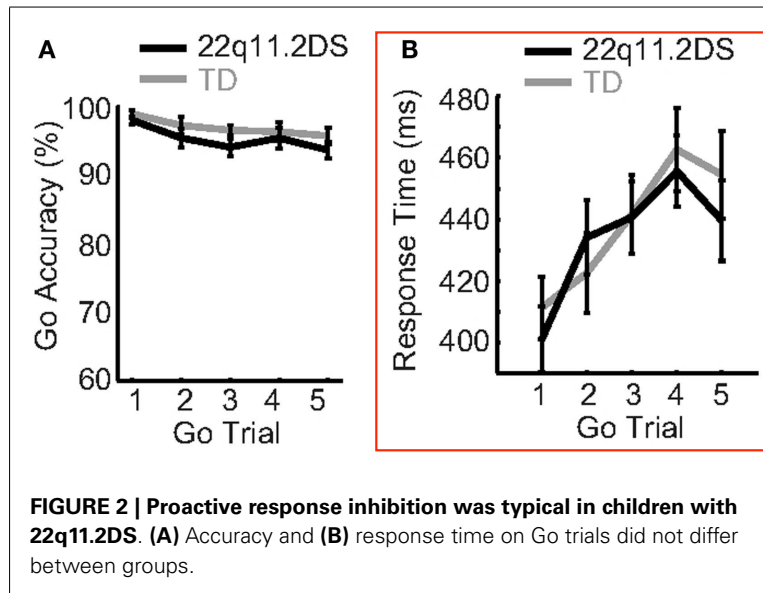 A
22q11.2DS
TD
100
90
80
70
60
Go Accuracy (%)
1 2 3 4 5
Go Trial
B
22q11.2DS
TD
480
460
440
420
400
Response Time (ms)
1 2 3 4 5
Go Trial
FIGURE 2 | Proactive response inhibition was typical in children with
22q11.2DS. (A) Accuracy and (B) response time on Go trials did not differ
between groups.